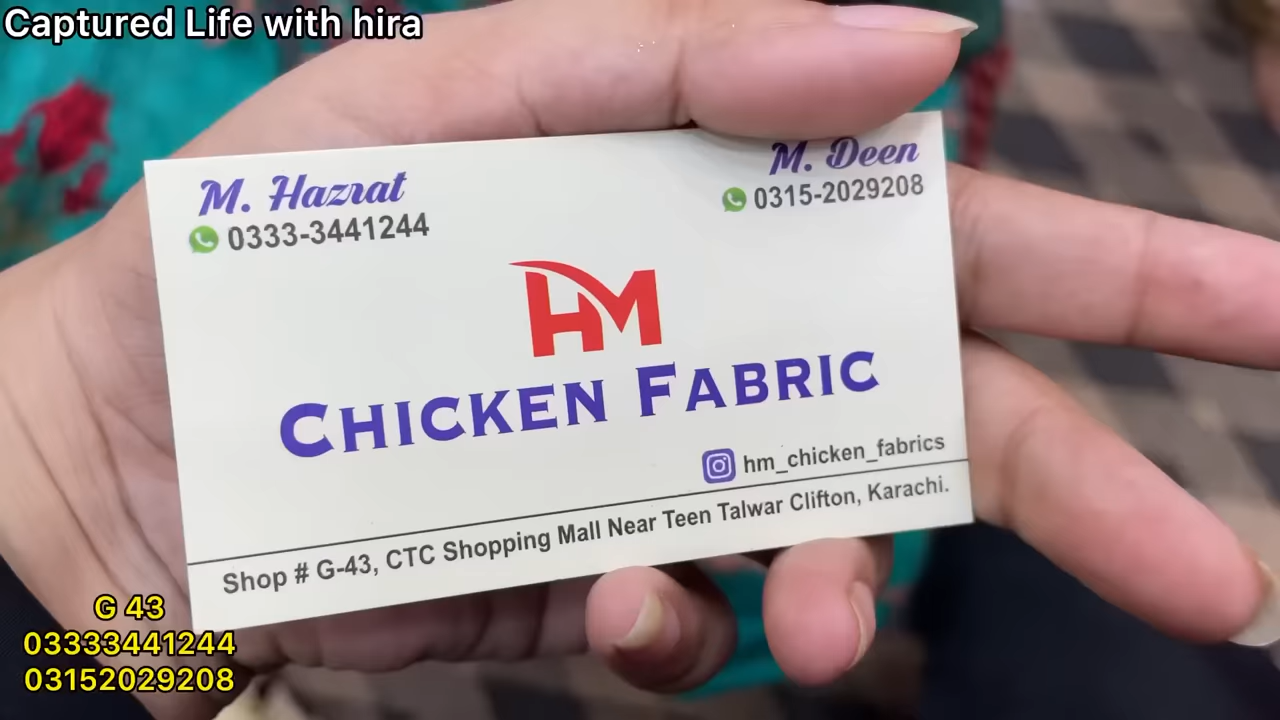 Captured Life with hira
M. Hazrat
0333-3441244
M. Deen
0315-2029208
HM
CHICKEN FABRIC
hm_chicken_fabrics
Shop # G-43, CTC Shopping Mall Near Teen Talwar Clifton, Karachi.
G 43
03333441244
03152029208